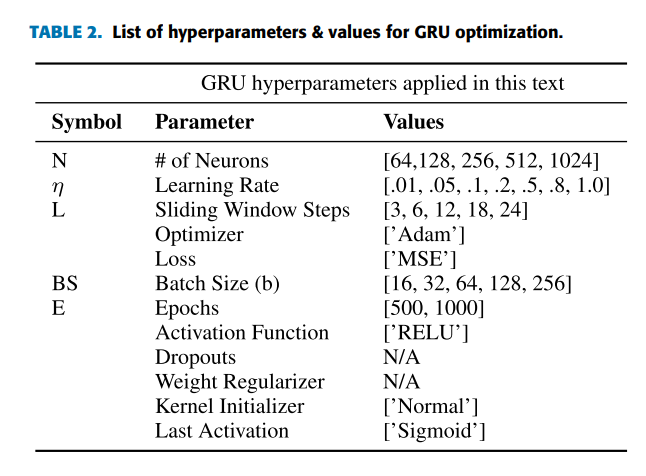 TABLE 2. List of hyperparameters & values for GRU optimization.
GRU hyperparameters applied in this text
Symbol Parameter Values
N # of Neurons [64,128, 256, 512, 1024]
η Learning Rate [.01, .05, .1, .2, .5, .8, 1.0]
L Sliding Window Steps [3, 6, 12, 18, 24]
Optimizer ['Adam']
Loss ['MSE']
BS Batch Size (b) [16, 32, 64, 128, 256]
E Epochs [500, 1000]
Activation Function ['RELU']
Dropouts N/A
Weight Regularizer N/A
Kernel Initializer ['Normal']
Last Activation ['Sigmoid']